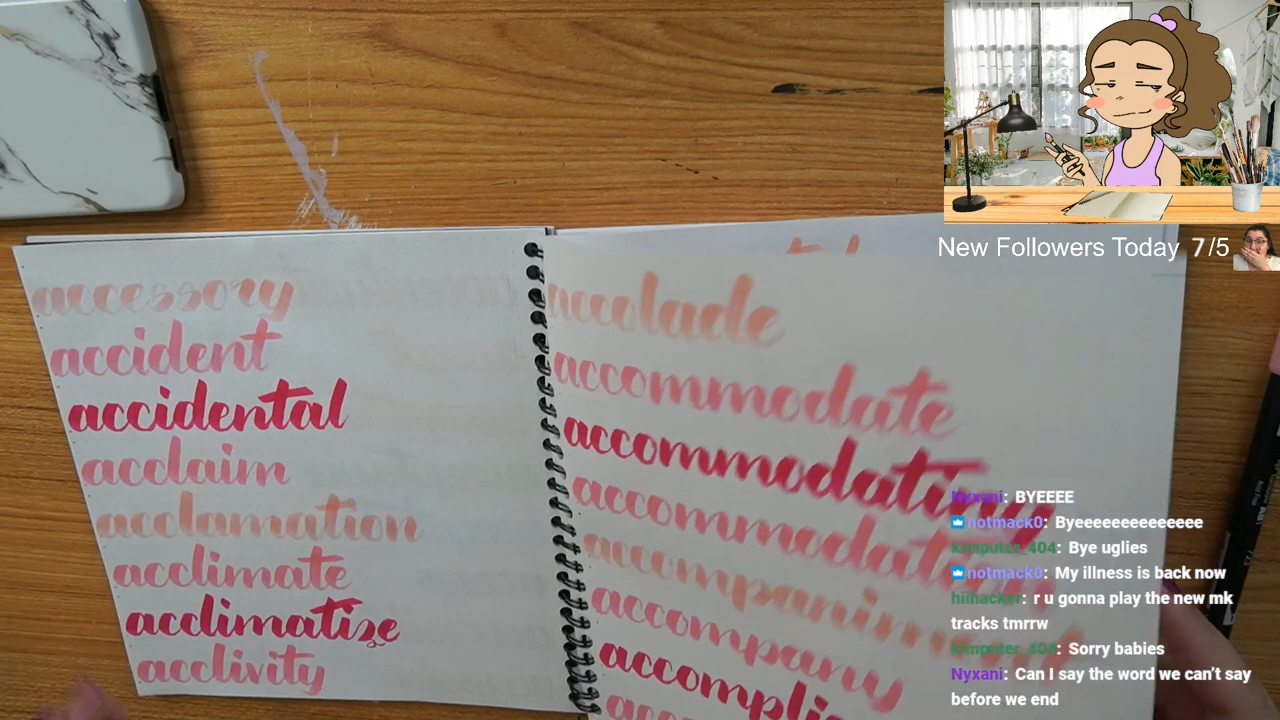 New Followers Today 7/5
accessory
accident
accidental
acclaim
acclamation
acclimate
acclimatize
acclivity
accolade
accommodate
accommodating
accompany
Nyxani: BYEEEE
notmack0: Byeeeeeeeeeeeeee
kimputer_404: Bye uglies
notmack0: My illness is back now
hiihacker: r u gonna play the new mk
tracks tmrrw
kimputer_404: Sorry babies
Nyxani: Can I say the word we can't say
before we end